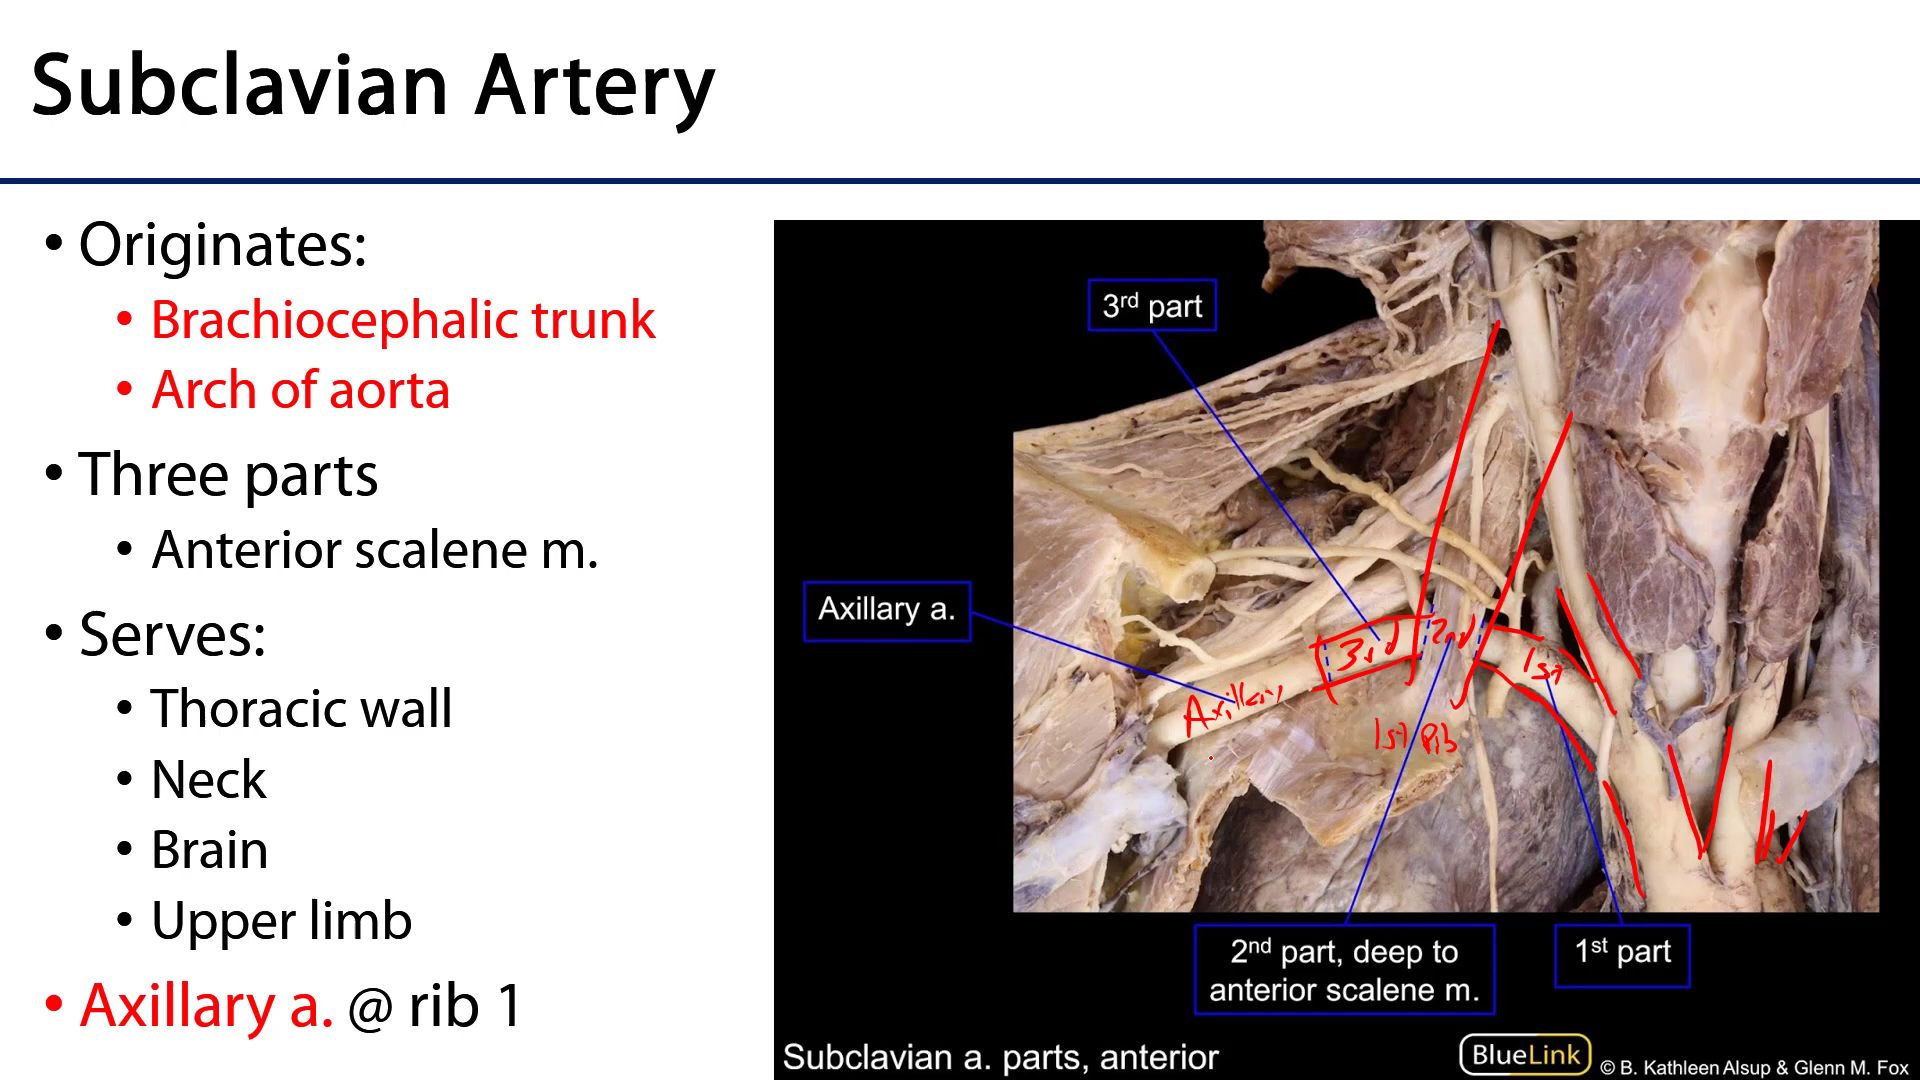 Subclavian Artery
• Originates:
• Brachiocephalic trunk
• Arch of aorta
• Three parts
• Anterior scalene m.
• Serves:
• Thoracic wall
• Neck
• Brain
• Upper limb
• Axillary a. @ rib 1
3rd part
Axillary a.
3rd
2nd
1st
Axillary
1st Rib
2nd part, deep to
anterior scalene m.
1st part
Subclavian a. parts, anterior
BlueLink
© B. Kathleen Alsup & Glenn M. Fox